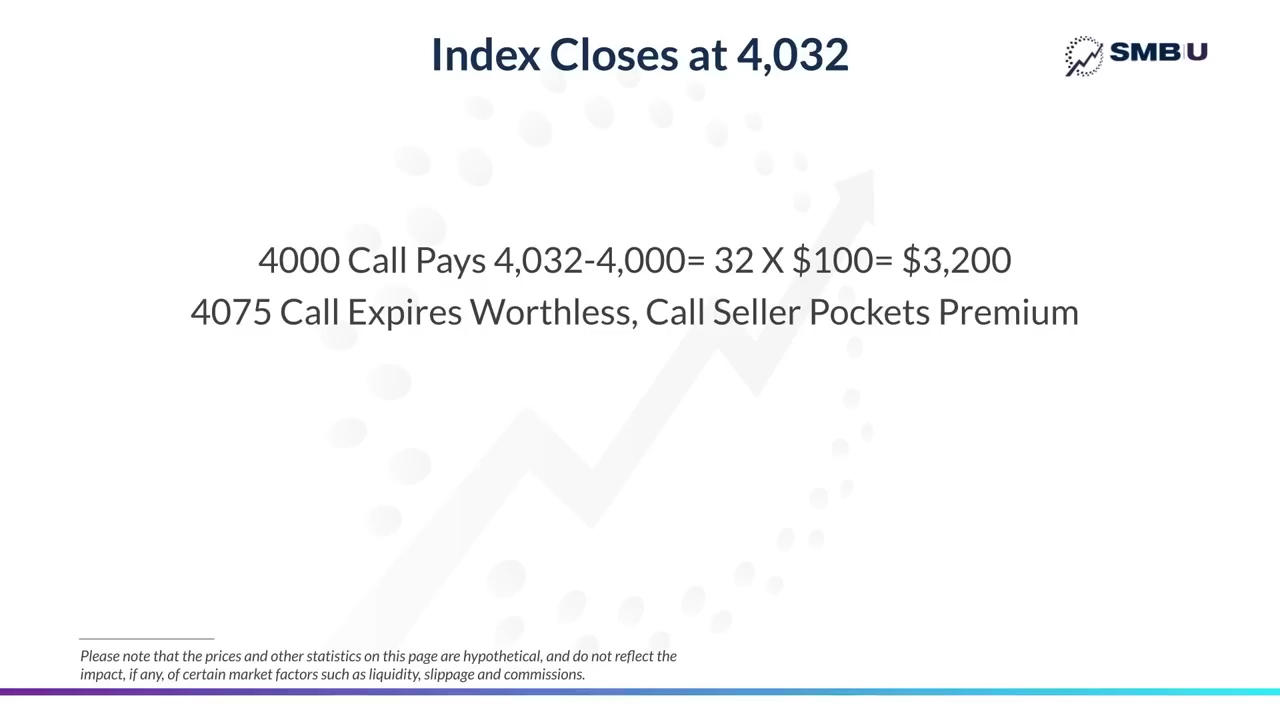 Index Closes at 4,032
SMB U
4000 Call Pays 4,032-4,000= 32 X $100= $3,200
4075 Call Expires Worthless, Call Seller Pockets Premium
Please note that the prices and other statistics on this page are hypothetical, and do not reflect the
impact, if any, of certain market factors such as liquidity, slippage and commissions.